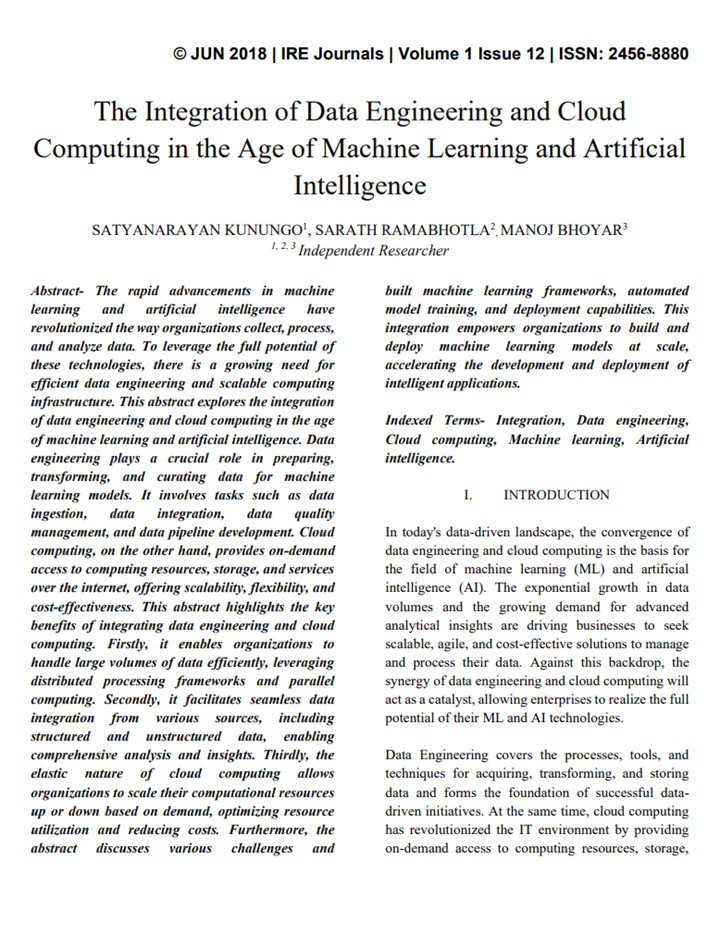 © JUN 2018 | IRE Journals | Volume 1 Issue 12 | ISSN: 2456-8880
The Integration of Data Engineering and Cloud
Computing in the Age of Machine Learning and Artificial
Intelligence
SATYANARAYAN KUNUNGO¹, SARATH RAMABHOTLA², MANOJ BHOYAR³
¹, ², ³ Independent Researcher
Abstract- The rapid advancements in machine
learning and artificial intelligence have
revolutionized the way organizations collect, process,
and analyze data. To leverage the full potential of
these technologies, there is a growing need for
efficient data engineering and scalable computing
infrastructure. This abstract explores the integration
of data engineering and cloud computing in the age
of machine learning and artificial intelligence. Data
engineering plays a crucial role in preparing,
transforming, and curating data for machine
learning models. It involves tasks such as data
ingestion, data integration, data quality
management, and data pipeline development. Cloud
computing, on the other hand, provides on-demand
access to computing resources, storage, and services
over the internet, offering scalability, flexibility, and
cost-effectiveness. This abstract highlights the key
benefits of integrating data engineering and cloud
computing. Firstly, it enables organizations to
handle large volumes of data efficiently, leveraging
distributed processing frameworks and parallel
computing. Secondly, it facilitates seamless data
integration from various sources, including
structured and unstructured data, enabling
comprehensive analysis and insights. Thirdly, the
elastic nature of cloud computing allows
organizations to scale their computational resources
up or down based on demand, optimizing resource
utilization and reducing costs. Furthermore, the
abstract discusses various challenges and
built machine learning frameworks, automated
model training, and deployment capabilities. This
integration empowers organizations to build and
deploy machine learning models at scale,
accelerating the development and deployment of
intelligent applications.
Indexed Terms- Integration, Data engineering,
Cloud computing, Machine learning, Artificial
intelligence.
I. INTRODUCTION
In today's data-driven landscape, the convergence of
data engineering and cloud computing is the basis for
the field of machine learning (ML) and artificial
intelligence (AI). The exponential growth in data
volumes and the growing demand for advanced
analytical insights are driving businesses to seek
scalable, agile, and cost-effective solutions to manage
and process their data. Against this backdrop, the
synergy of data engineering and cloud computing will
act as a catalyst, allowing enterprises to realize the full
potential of their ML and AI technologies.
Data Engineering covers the processes, tools, and
techniques for acquiring, transforming, and storing
data and forms the foundation of successful data-
driven initiatives. At the same time, cloud computing
has revolutionized the IT environment by providing
on-demand access to computing resources, storage,